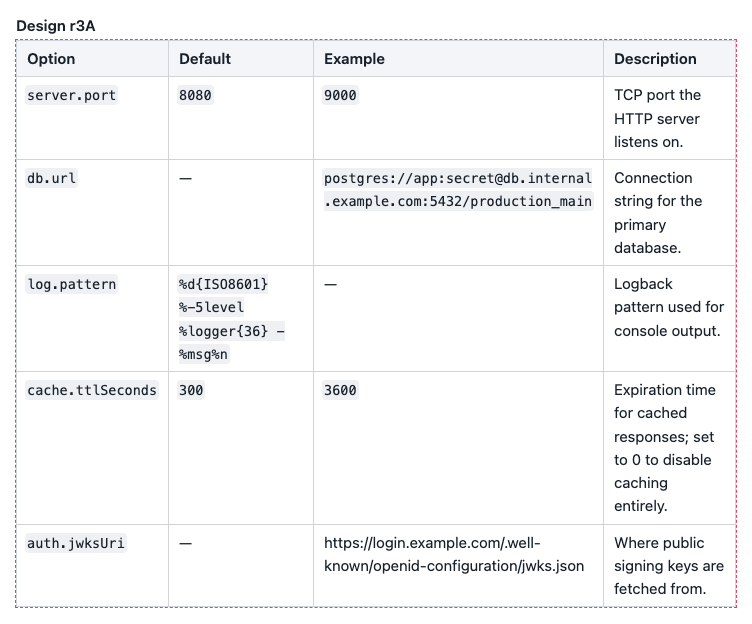 Design r3A
Option Default Example Description
server.port 8080 9000 TCP port the
HTTP server
listens on.
db.url — postgres://app:secret@db.internal Connection
.example.com:5432/production_main string for the
primary
database.
log.pattern %d{ISO8601} — Logback
%-5level pattern used for
%logger{36} - console output.
%msg%n
cache.ttlSeconds 300 3600 Expiration time
for cached
responses; set
to 0 to disable
caching
entirely.
auth.jwksUri — https://login.example.com/.well- Where public
known/openid-configuration/jwks.json signing keys are
fetched from.